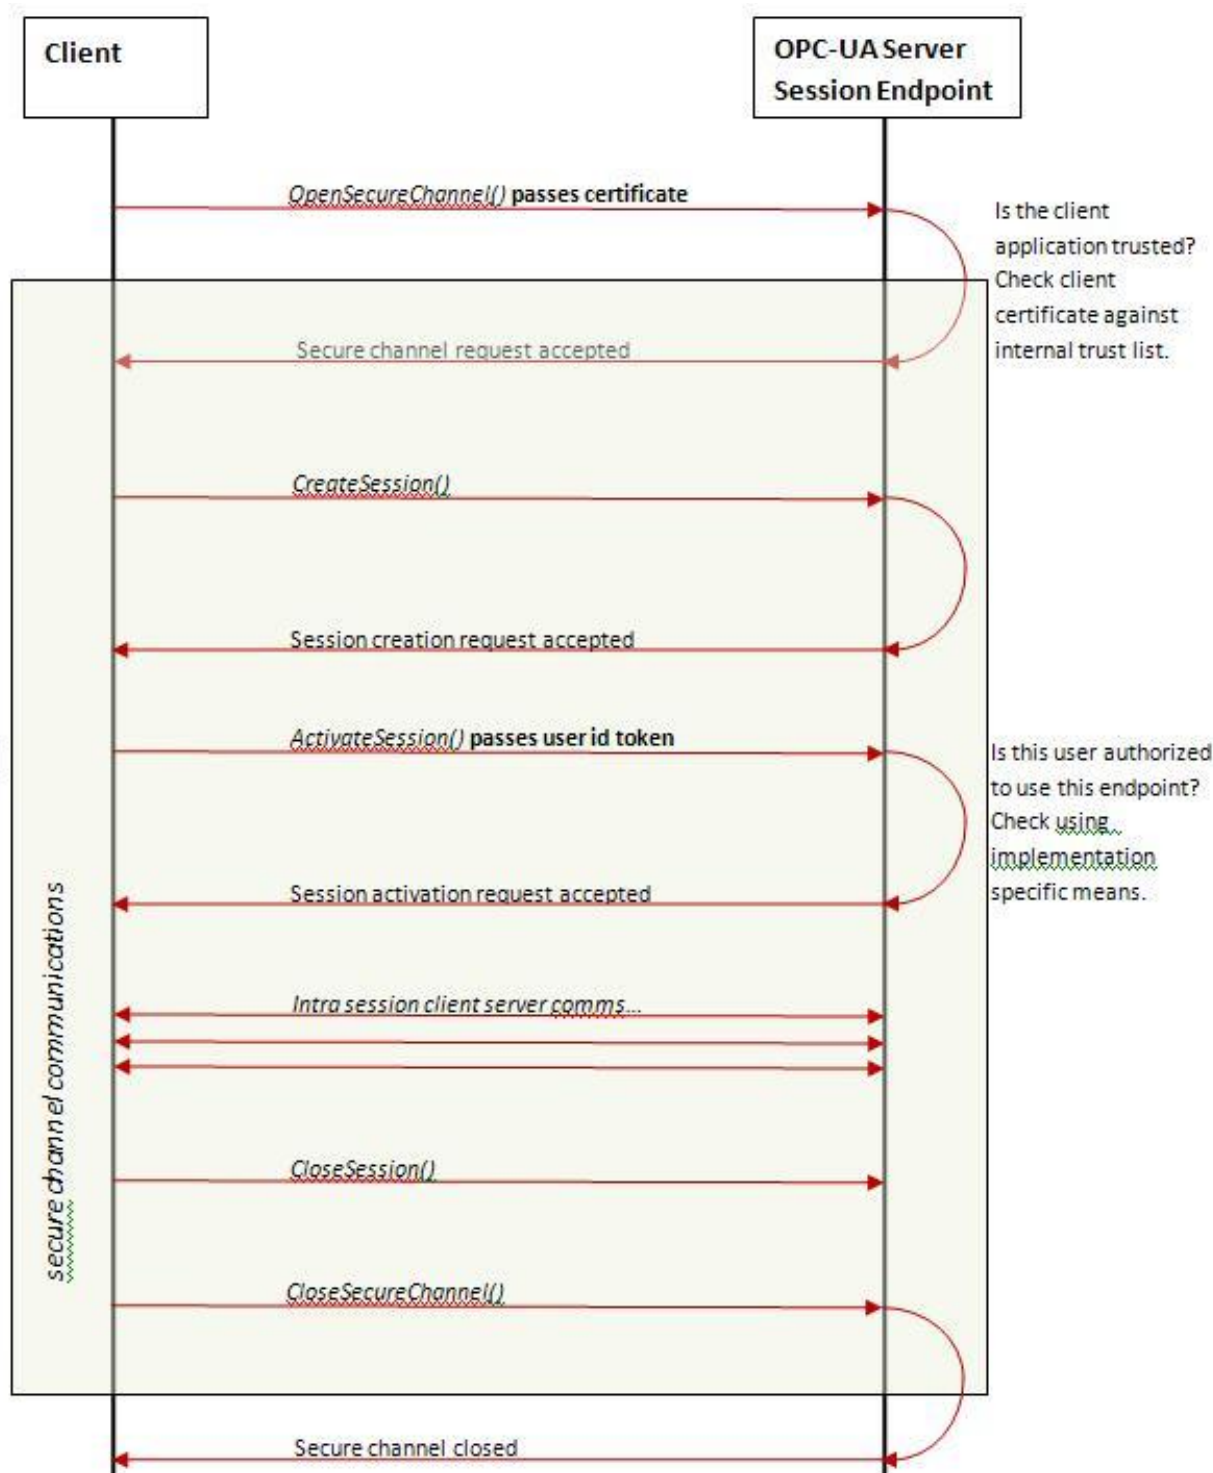 Client
OPC-UA Server
Session Endpoint
OpenSecureChannel() passes certificate
Is the client
application trusted?
Check client
certificate against
internal trust list.
Secure channel request accepted
CreateSession()
Session creation request accepted
ActivateSession() passes user id token
Is this user authorized
to use this endpoint?
Check using
implementation
specific means.
Session activation request accepted
Intra session client server comms...
secure channel communications
CloseSession()
CloseSecureChannel()
Secure channel closed